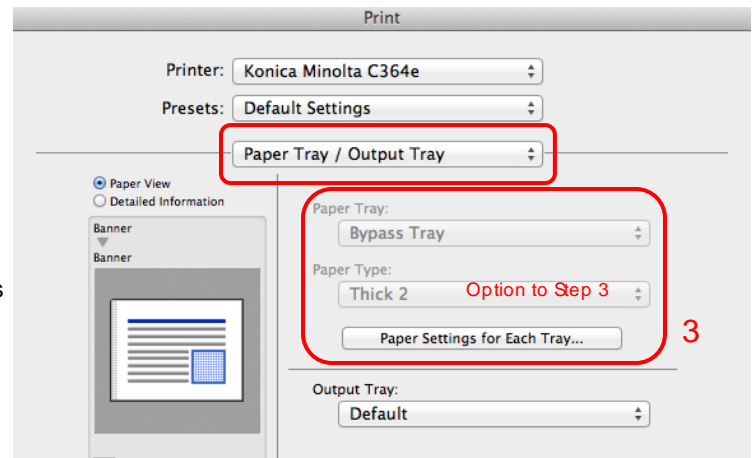 Print
Printer: Konica Minolta C364e
Presets: Default Settings
Paper Tray / Output Tray
Paper View
Detailed Information
Banner
Banner
s
Paper Tray:
Bypass Tray
Paper Type:
Thick 2 Option to Step 3
Paper Settings for Each Tray...
3
Output Tray:
Default